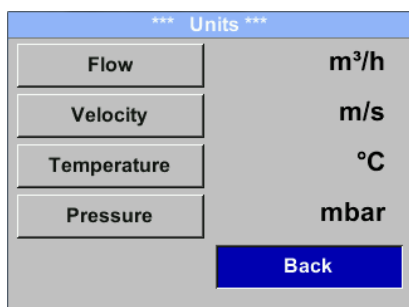 *** Units ***
Flow m³/h
Velocity m/s
Temperature °C
Pressure mbar
Back